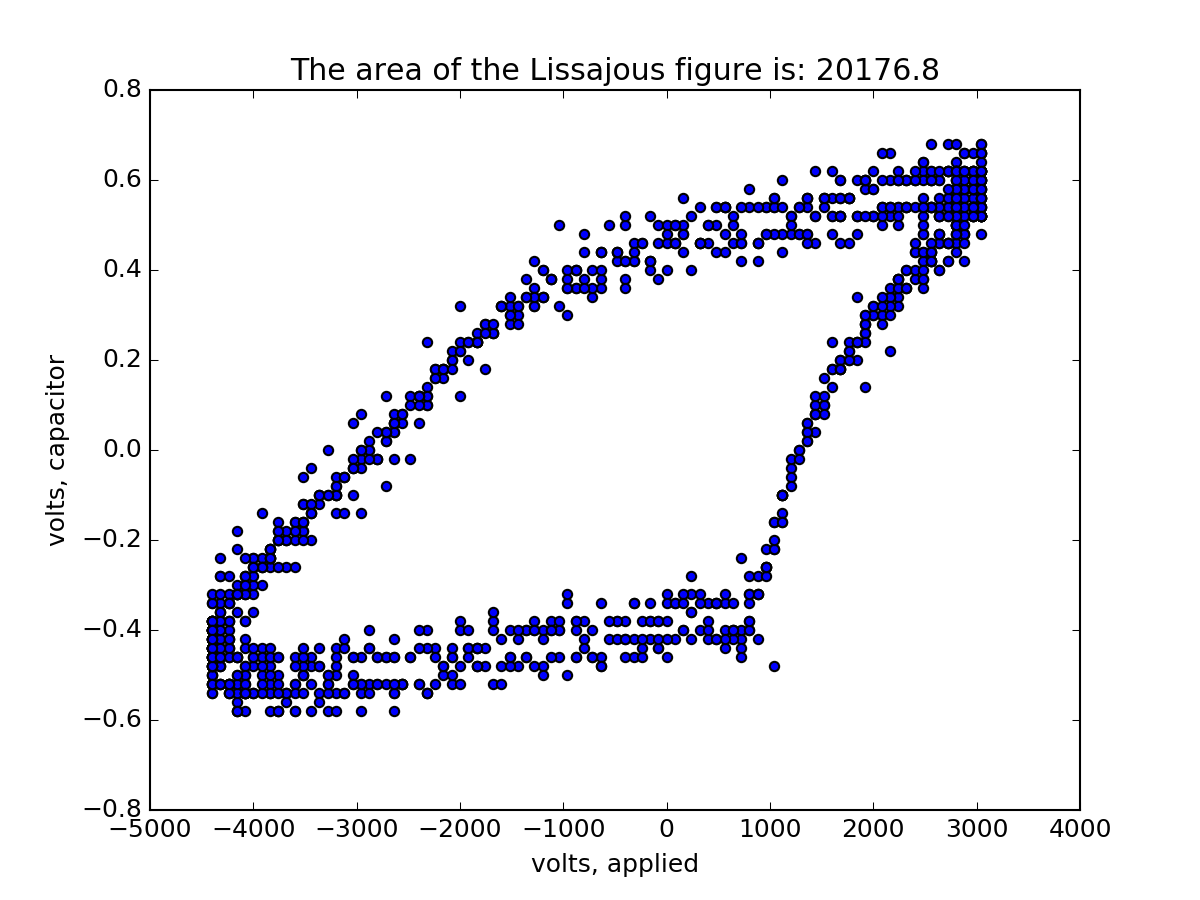 The area of the Lissajous figure is: 20176.8
0.8
0.6
0.4
0.2
0.0
−0.2
−0.4
−0.6
−0.8
volts, capacitor
−5000 −4000 −3000 −2000 −1000 0 1000 2000 3000 4000
volts, applied